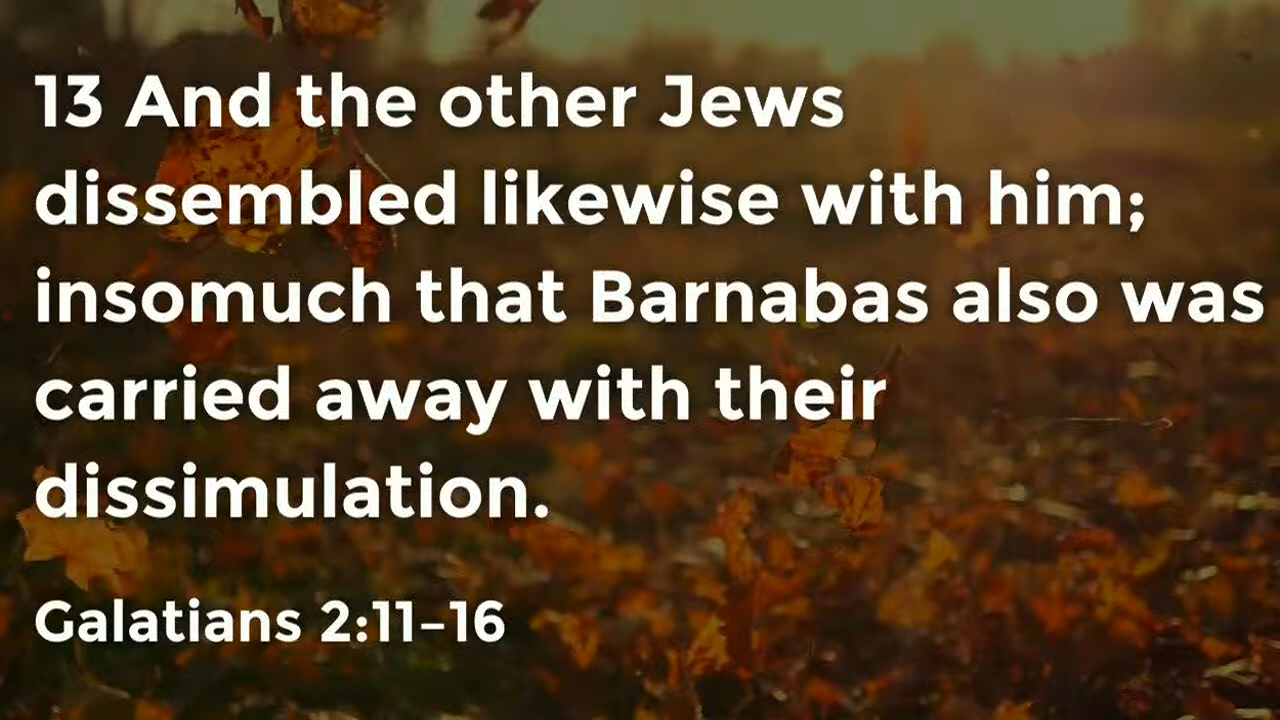 13 And the other Jews
dissembled likewise with him;
insomuch that Barnabas also was
carried away with their
dissimulation.
Galatians 2:11–16